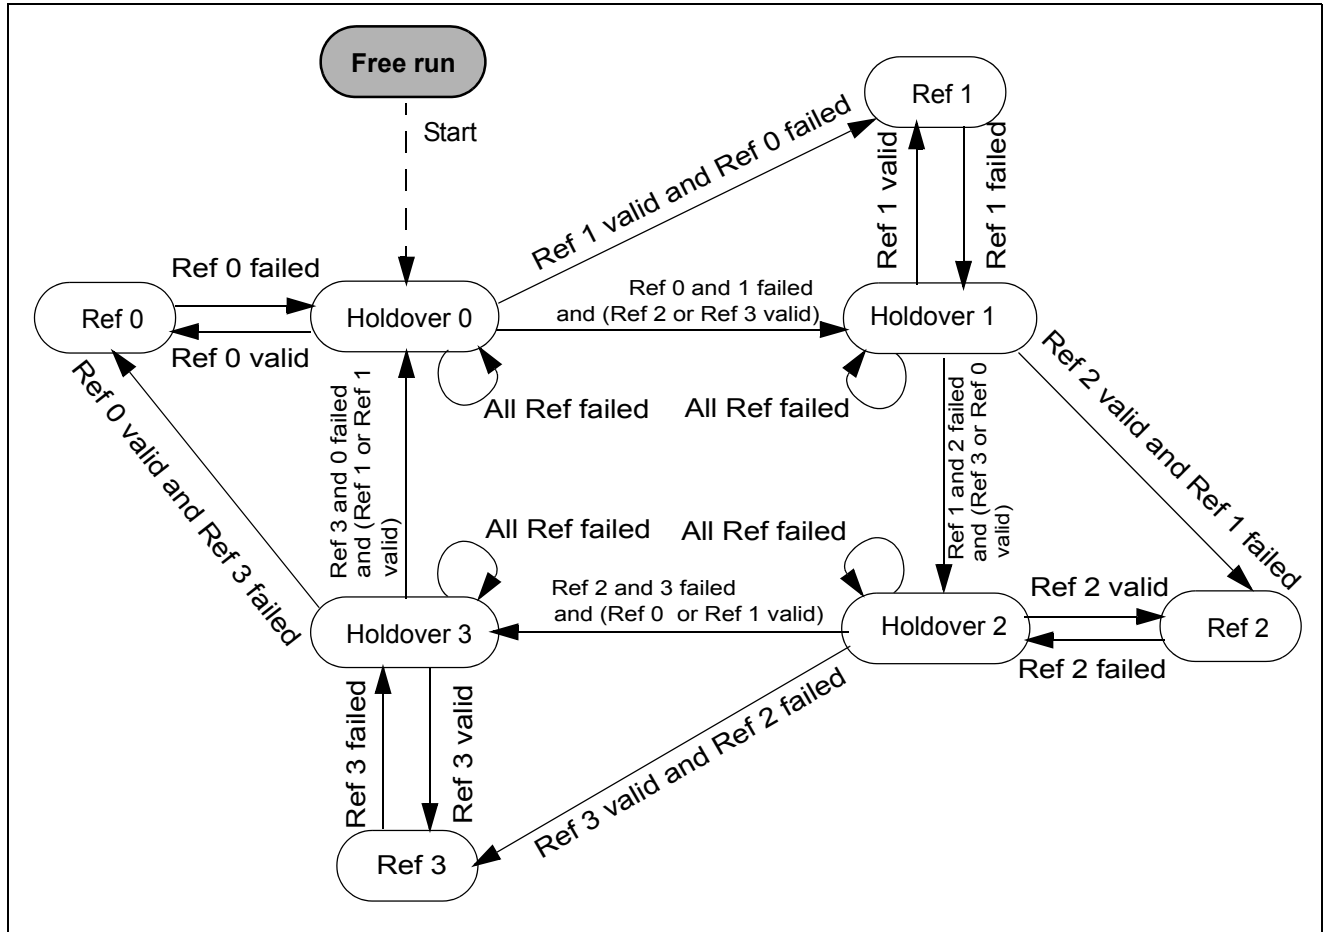 Free run
Start
Ref 1
Ref 1 valid and Ref 0 failed
Ref 1 valid
Ref 1 failed
Ref 0 failed
Ref 0
Ref 0 valid
Holdover 0
Ref 0 and 1 failed
and (Ref 2 or Ref 3 valid)
Holdover 1
All Ref failed
All Ref failed
Ref 2 valid and Ref 1 failed
Ref 0 valid and Ref 3 failed
Ref 3 and 0 failed
and (Ref 1 or Ref 1
valid)
Ref 1 and 2 failed
and (Ref 3 or Ref 0
valid)
All Ref failed
All Ref failed
Ref 2 and 3 failed
and (Ref 0 or Ref 1 valid)
Holdover 3
Holdover 2
Ref 2 valid
Ref 2
Ref 2 failed
Ref 3 failed
Ref 3 valid
Ref 3 valid and Ref 2 failed
Ref 3